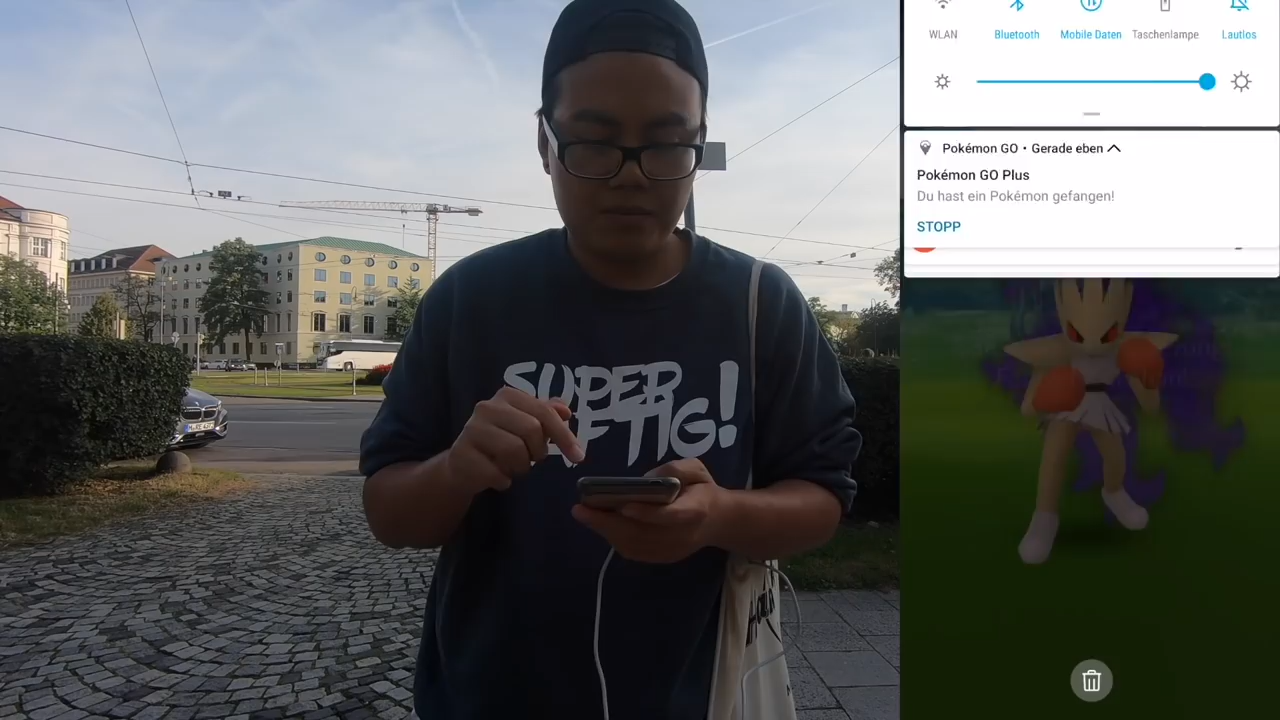 WLAN
Bluetooth
Mobile Daten
Taschenlampe
Lautlos
Pokémon GO • Gerade eben
Pokémon GO Plus
Du hast ein Pokémon gefangen!
STOPP
SUPER
!